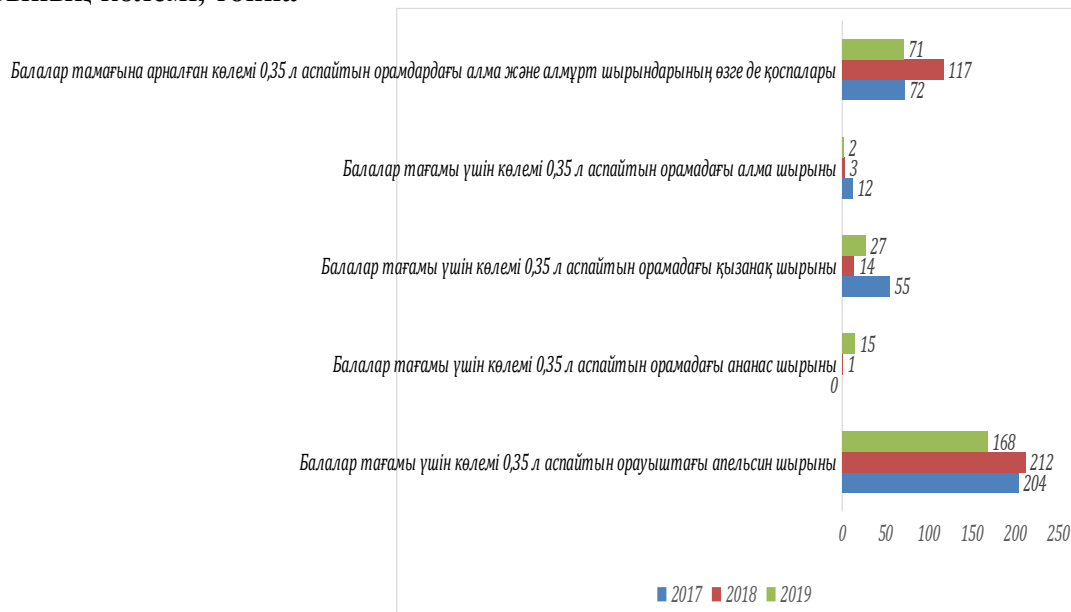 көлемі, тонна
71
Балалар тамағына арналған көлемі 0,35 л аспайтын орамдардағы алма және алмұрт шырындарының өзге де қоспалары
117
72
2
Балалар тағамы үшін көлемі 0,35 л аспайтын орамадағы алма шырыны
3
12
27
Балалар тағамы үшін көлемі 0,35 л аспайтын орамадағы қызанақ шырыны
14
55
15
Балалар тағамы үшін көлемі 0,35 л аспайтын орамадағы ананас шырыны
1
0
168
Балалар тағамы үшін көлемі 0,35 л аспайтын орауыштағы апельсин шырыны
212
204
0 50 100 150 200 250
2017 2018 2019